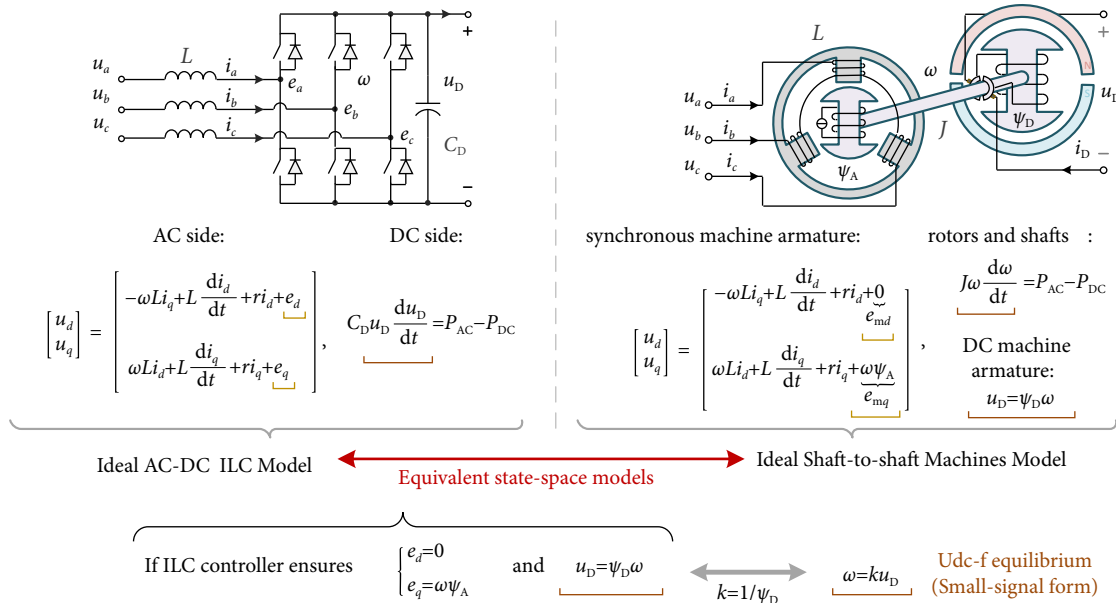 L
u_a
i_a
e_a
ω
u_D
+
u_b
i_b
e_b
u_c
i_c
e_c
C_D
−
L
ω
+
N
S
u_a
i_a
u_D
ψ_D
u_b
i_b
J
u_c
i_c
ψ_A
i_D
−
AC side:
DC side:
[u_d u_q] = [−ωLi_q+L di_d/dt +ri_d+e_d
ωLi_d+L di_q/dt +ri_q+e_q],
C_D u_D du_D/dt =P_AC−P_DC
synchronous machine armature:
rotors and shafts :
[u_d u_q] = [−ωLi_q+L di_d/dt +ri_d+0
e_md
ωLi_d+L di_q/dt +ri_q+ωψ_A
e_mq],
Jω dω/dt =P_AC−P_DC
DC machine
armature:
u_D=ψ_Dω
Ideal AC-DC ILC Model
Equivalent state-space models
Ideal Shaft-to-shaft Machines Model
If ILC controller ensures
{e_d=0
e_q=ωψ_A
and
u_D=ψ_Dω
k=1/ψ_D
ω=ku_D
Udc-f equilibrium
(Small-signal form)